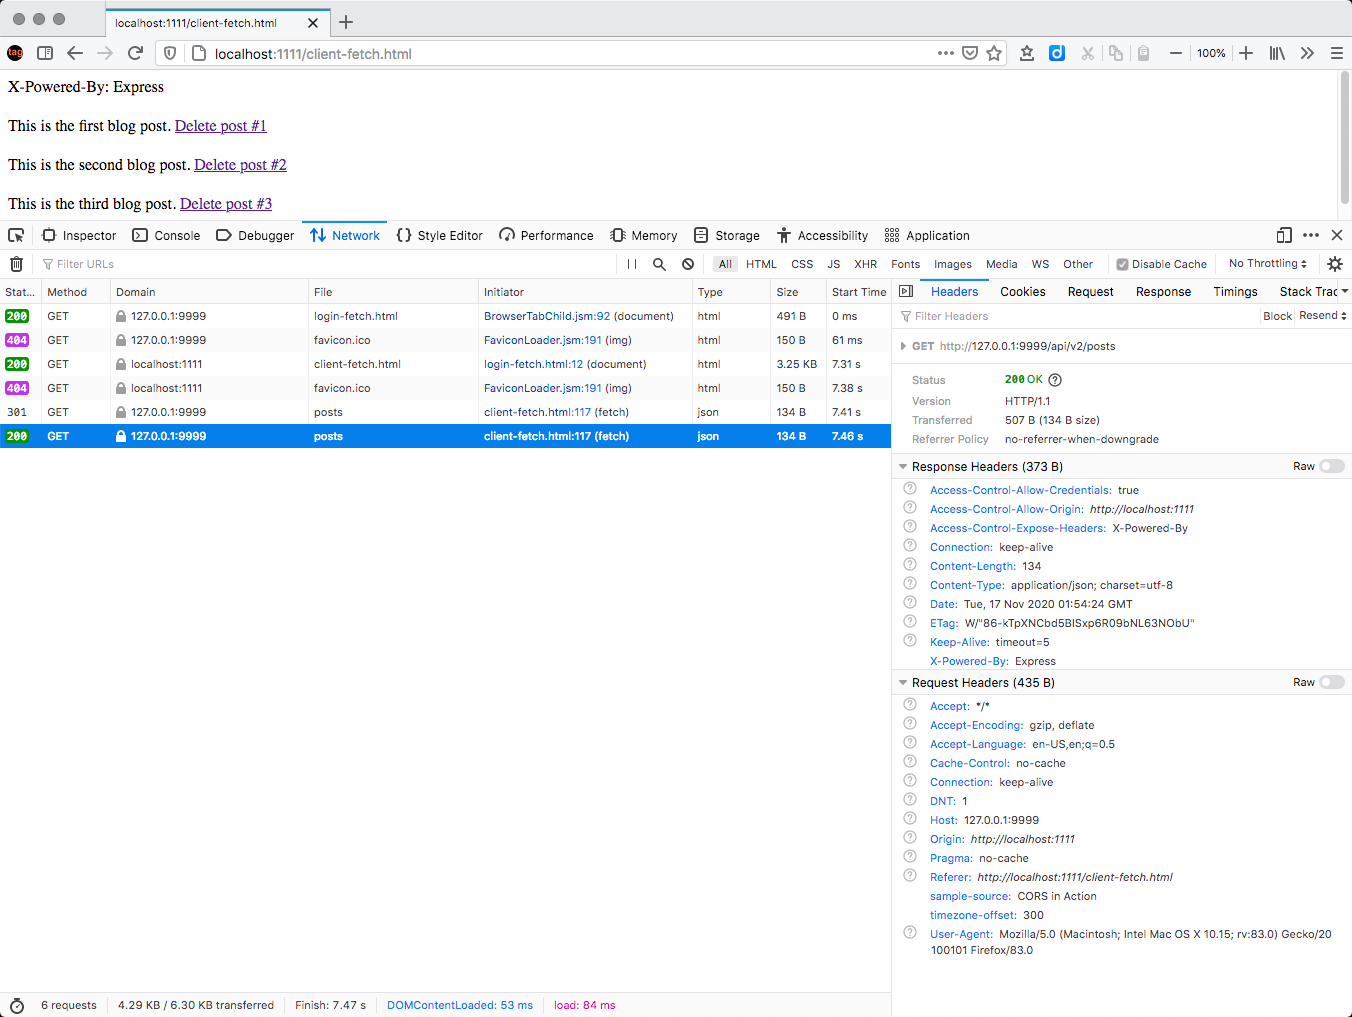 localhost:1111/client-fetch.html
tag
localhost:1111/client-fetch.html
100%
X-Powered-By: Express
This is the first blog post. Delete post #1
This is the second blog post. Delete post #2
This is the third blog post. Delete post #3
Inspector Console Debugger Network Style Editor Performance Memory Storage Accessibility Application
Filter URLs All HTML CSS JS XHR Fonts Images Media WS Other Disable Cache No Throttling
Stat... Method Domain File Initiator Type Size Start Time
200 GET 127.0.0.1:9999 login-fetch.html BrowserTabChild.jsm:92 (document) html 491 B 0 ms
404 GET 127.0.0.1:9999 favicon.ico FaviconLoader.jsm:191 (img) html 150 B 61 ms
200 GET localhost:1111 client-fetch.html login-fetch.html:12 (document) html 3.25 KB 7.31 s
404 GET localhost:1111 favicon.ico FaviconLoader.jsm:191 (img) html 150 B 7.38 s
301 GET 127.0.0.1:9999 posts client-fetch.html:117 (fetch) json 134 B 7.41 s
200 GET 127.0.0.1:9999 posts client-fetch.html:117 (fetch) json 134 B 7.46 s
Headers Cookies Request Response Timings Stack Trac
Filter Headers Block Resend
GET http://127.0.0.1:9999/api/v2/posts
Status 200 OK
Version HTTP/1.1
Transferred 507 B (134 B size)
Referrer Policy no-referrer-when-downgrade
Response Headers (373 B) Raw
Access-Control-Allow-Credentials: true
Access-Control-Allow-Origin: http://localhost:1111
Access-Control-Expose-Headers: X-Powered-By
Connection: keep-alive
Content-Length: 134
Content-Type: application/json; charset=utf-8
Date: Tue, 17 Nov 2020 01:54:24 GMT
ETag: W/"86-kTpXNCbd5BISxp6R09bNL63NObU"
Keep-Alive: timeout=5
X-Powered-By: Express
Request Headers (435 B) Raw
Accept: */*
Accept-Encoding: gzip, deflate
Accept-Language: en-US,en;q=0.5
Cache-Control: no-cache
Connection: keep-alive
DNT: 1
Host: 127.0.0.1:9999
Origin: http://localhost:1111
Pragma: no-cache
Referer: http://localhost:1111/client-fetch.html
sample-source: CORS in Action
timezone-offset: 300
User-Agent: Mozilla/5.0 (Macintosh; Intel Mac OS X 10.15; rv:83.0) Gecko/20
100101 Firefox/83.0
6 requests 4.29 KB / 6.30 KB transferred Finish: 7.47 s DOMContentLoaded: 53 ms load: 84 ms